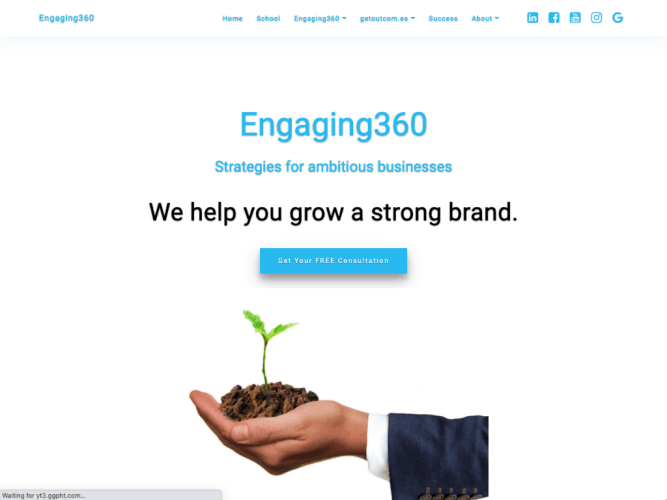 Engaging360
Home School Engaging360 getoutcom.es Success About
Engaging360
Strategies for ambitious businesses
We help you grow a strong brand.
Get Your FREE Consultation
Waiting for yt3.ggpht.com...